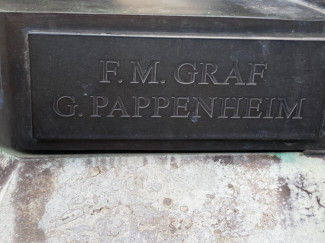 F. M. GRAF
G. PAPPENHEIM